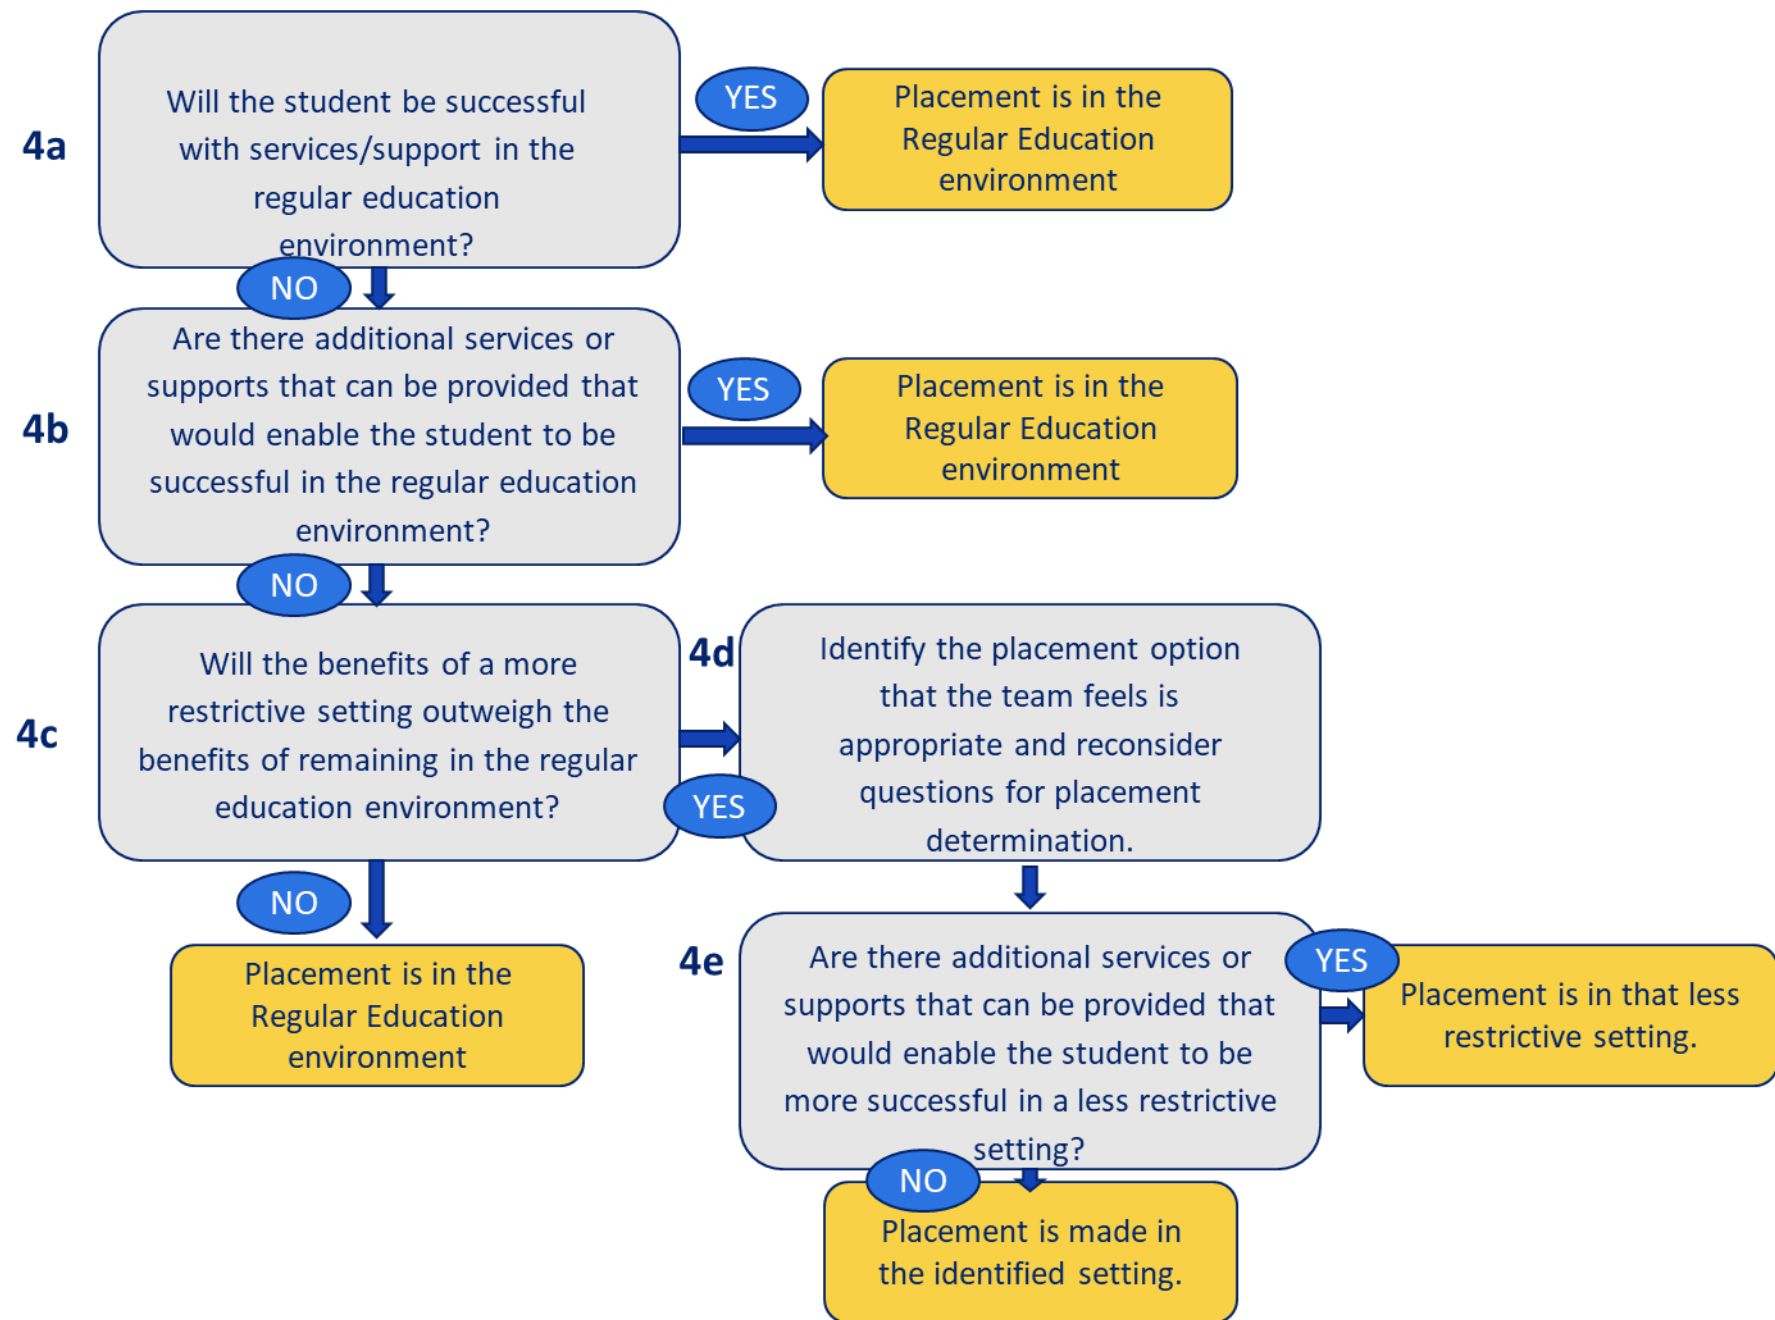 4a
Will the student be successful
with services/support in the
regular education
environment?
YES
Placement is in the
Regular Education
environment
NO
4b
Are there additional services or
supports that can be provided that
would enable the student to be
successful in the regular education
environment?
YES
Placement is in the
Regular Education
environment
NO
4c
Will the benefits of a more
restrictive setting outweigh the
benefits of remaining in the regular
education environment?
YES
4d
Identify the placement option
that the team feels is
appropriate and reconsider
questions for placement
determination.
NO
Placement is in the
Regular Education
environment
4e
Are there additional services or
supports that can be provided that
would enable the student to be
more successful in a less restrictive
setting?
YES
Placement is in that less
restrictive setting.
NO
Placement is made in
the identified setting.